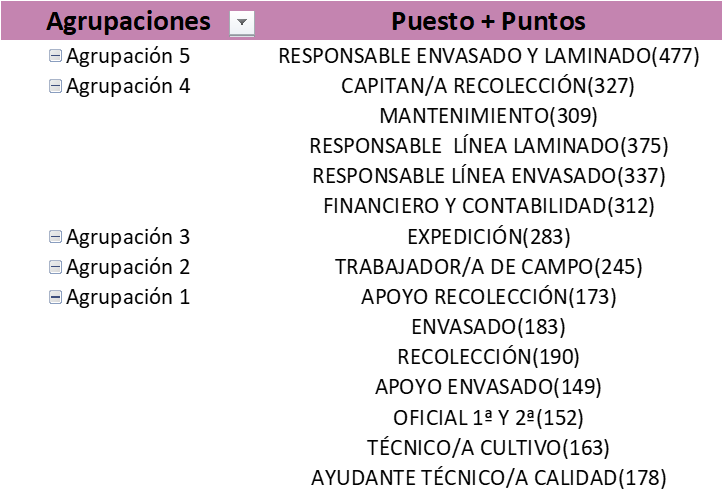 Agrupaciones Puesto + Puntos
Agrupación 5 RESPONSABLE ENVASADO Y LAMINADO(477)
Agrupación 4 CAPITAN/A RECOLECCIÓN(327)
MANTENIMIENTO(309)
RESPONSABLE  LÍNEA LAMINADO(375)
RESPONSABLE LÍNEA ENVASADO(337)
FINANCIERO Y CONTABILIDAD(312)
Agrupación 3 EXPEDICIÓN(283)
Agrupación 2 TRABAJADOR/A DE CAMPO(245)
Agrupación 1 APOYO RECOLECCIÓN(173)
ENVASADO(183)
RECOLECCIÓN(190)
APOYO ENVASADO(149)
OFICIAL 1ª Y 2ª(152)
TÉCNICO/A CULTIVO(163)
AYUDANTE TÉCNICO/A CALIDAD(178)